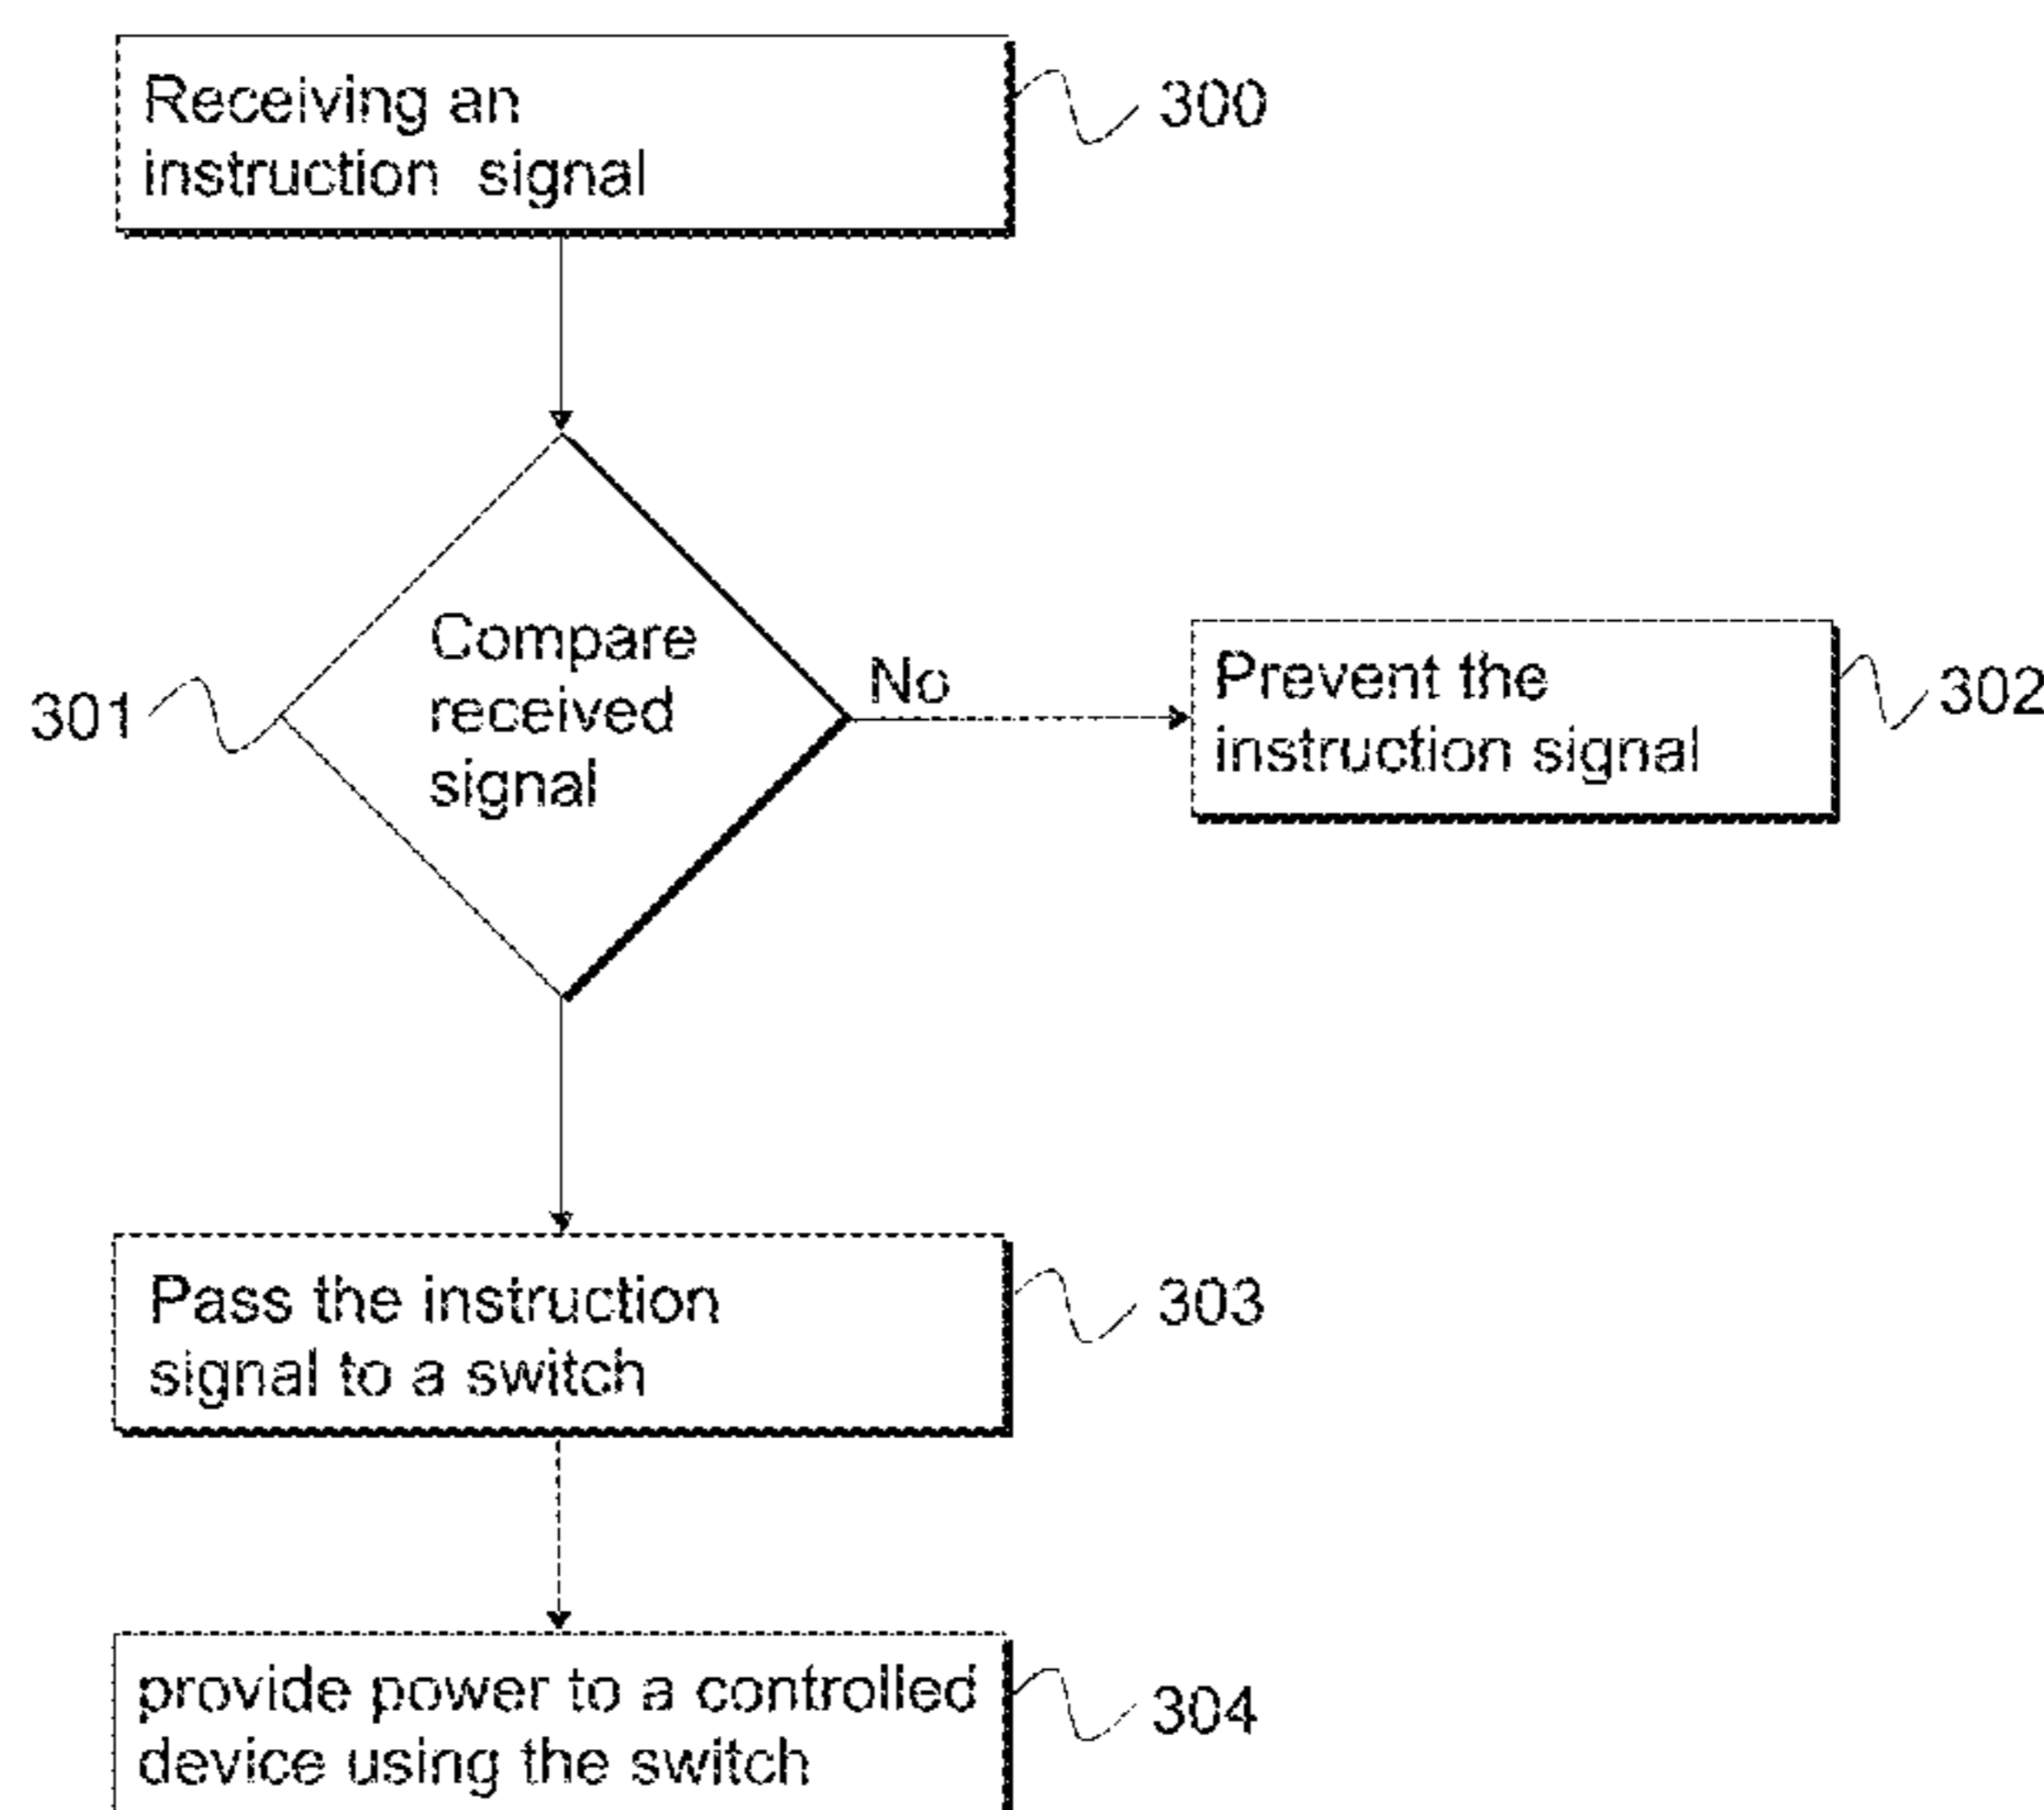 Receiving an
instruction signal
300
Compare
received
signal
301
No
Prevent the
instruction signal
302
Pass the instruction
signal to a switch
303
provide power to a controlled
device using the switch
304